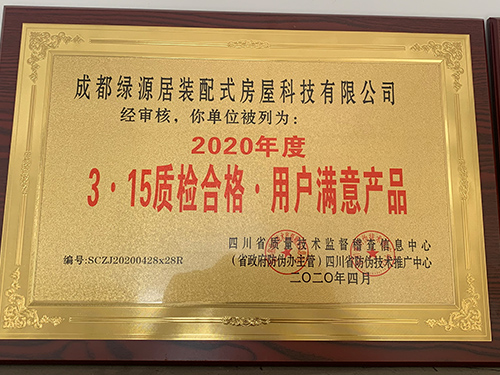 成都绿源居装配式房屋科技有限公司
经审核，你单位被列为：
2020年度
3·15质检合格·用户满意产品
四川省质量技术监督稽查信息中心
编号:SCZJ20200428x28R
（省政府防伪办主管）四川省防伪技术推广中心
二〇二〇年四月